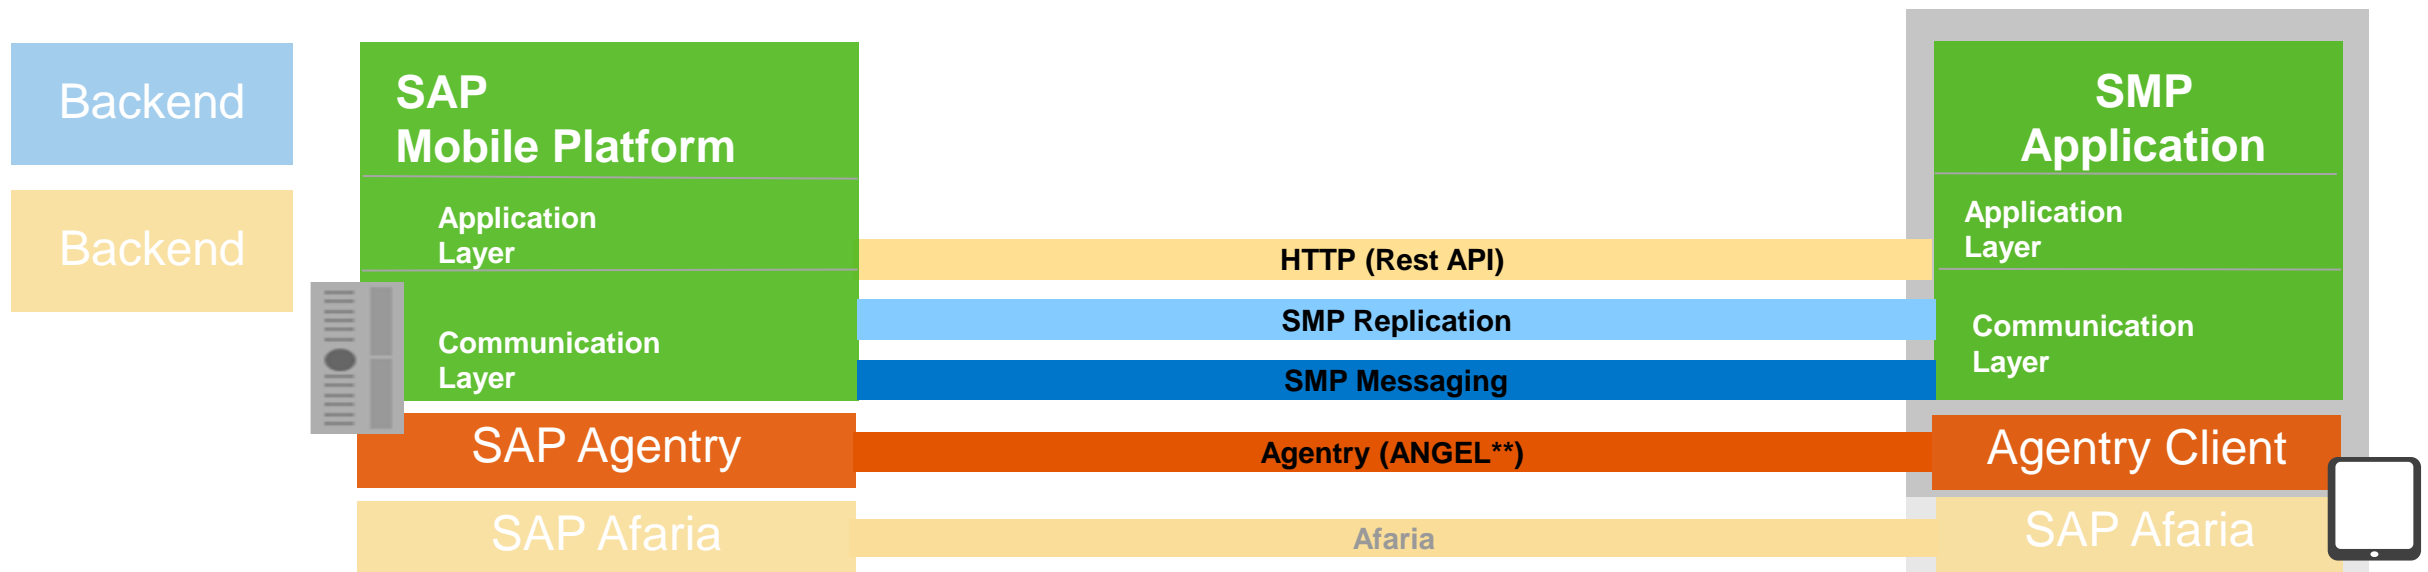 Backend
Backend
SAP
Mobile Platform
Application
Layer
Communication
Layer
SAP Agentry
SAP Afaria
HTTP (Rest API)
SMP Replication
SMP Messaging
Agentry (ANGEL**)
Afaria
SMP
Application
Application
Layer
Communication
Layer
Agentry Client
SAP Afaria